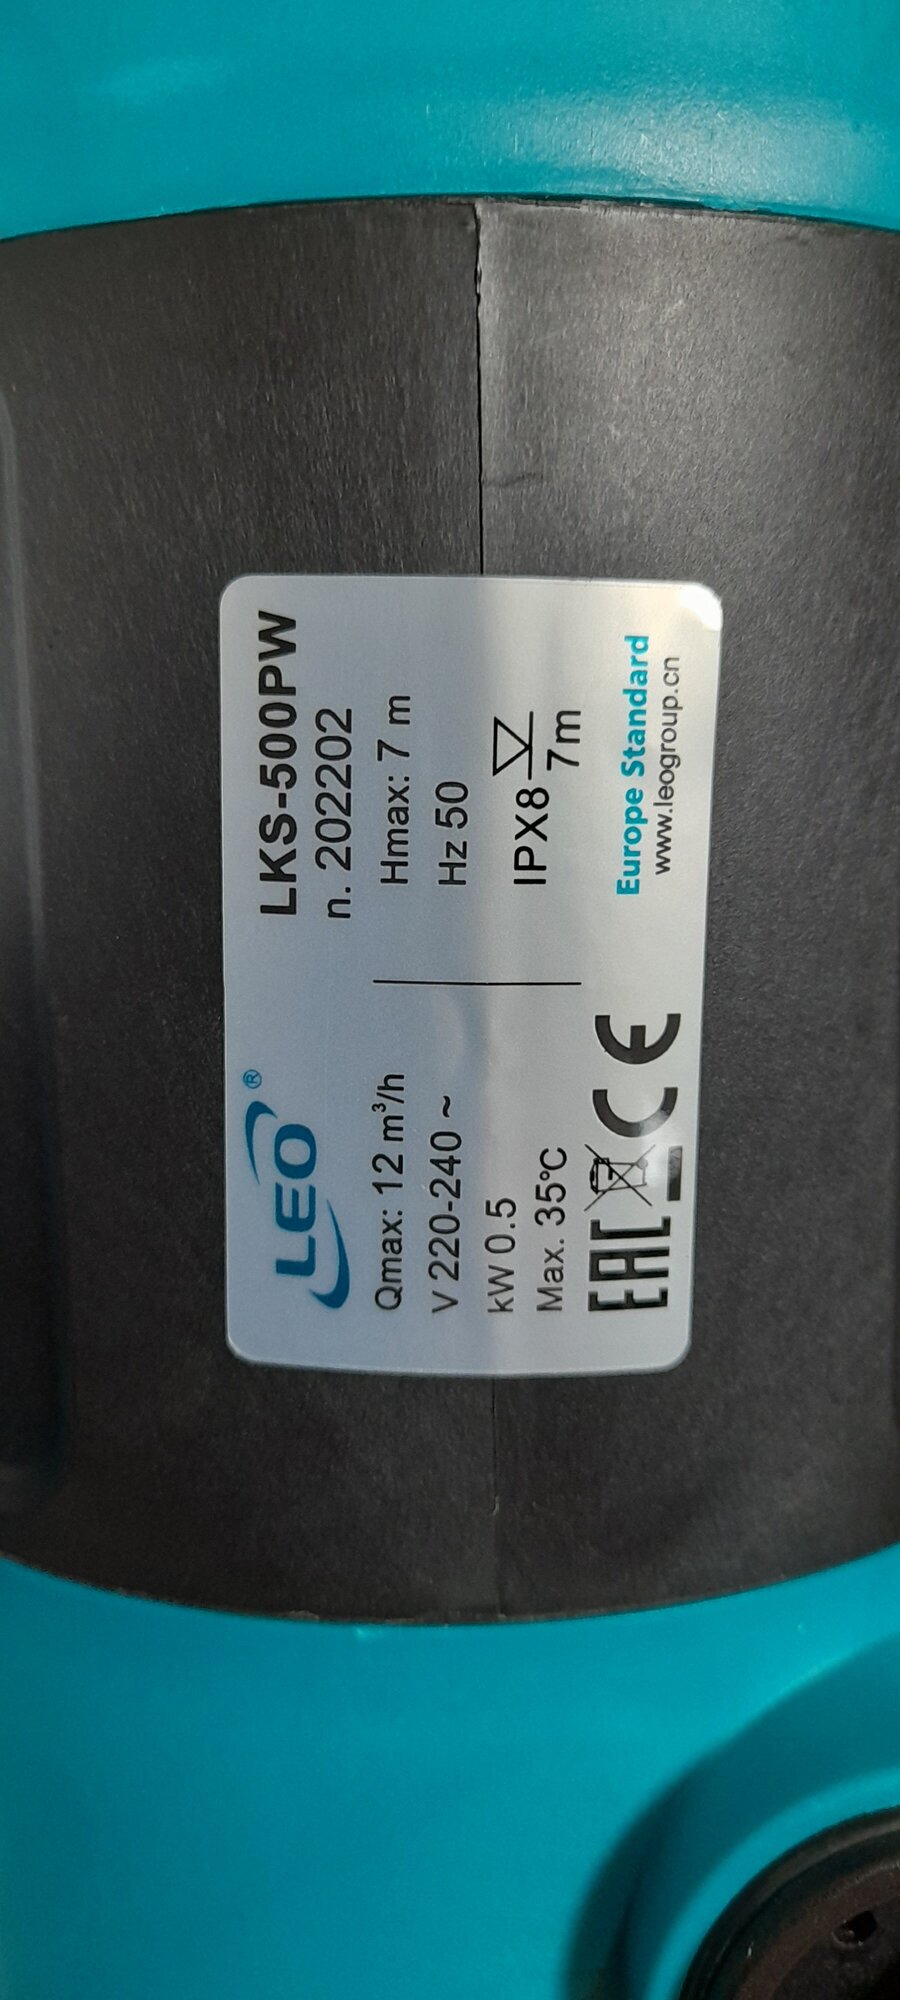 LEO®
LKS-500PW
n. 202202
Qmax: 12 m³/h
Hmax: 7 m
V 220-240 ~
Hz 50
kW 0.5
IPX8
7m
Max. 35℃
EAC
CE
Europe Standard
www.leogroup.cn